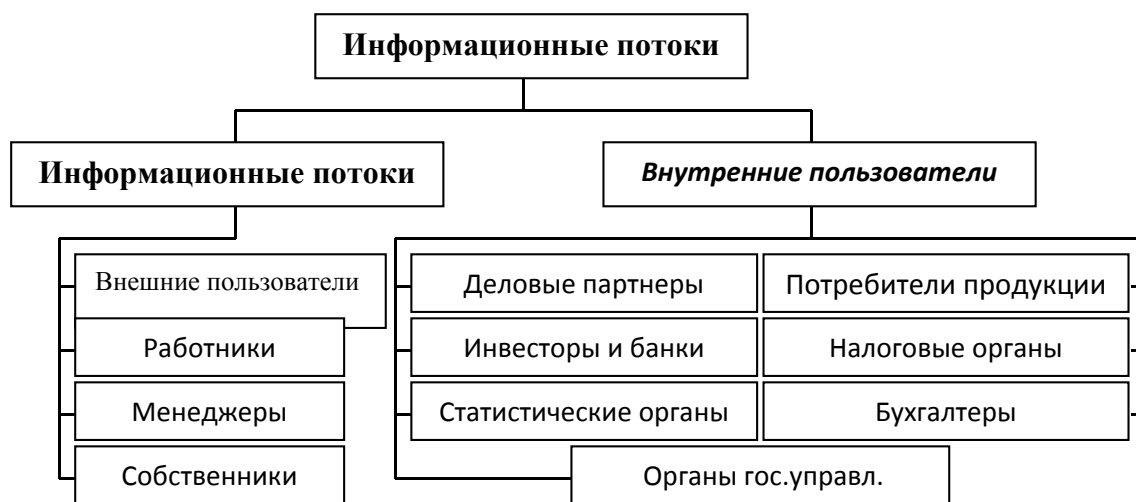 Информационные потоки
Информационные потоки
Внутренние пользователи
Внешние пользователи
Работники
Менеджеры
Собственники
Деловые партнеры
Потребители продукции
Инвесторы и банки
Налоговые органы
Статистические органы
Бухгалтеры
Органы гос.управл.